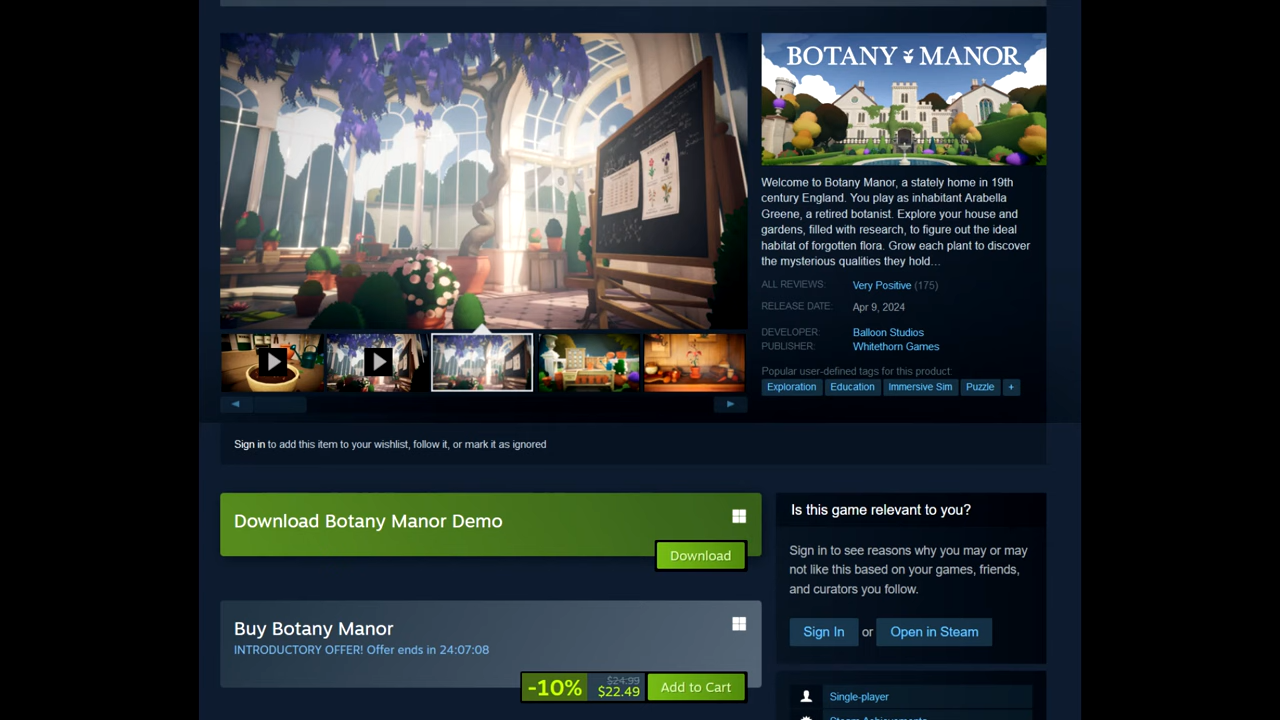 BOTANY MANOR
Welcome to Botany Manor, a stately home in 19th
century England. You play as inhabitant Arabella
Greene, a retired botanist. Explore your house and
gardens, filled with research, to figure out the ideal
habitat of forgotten flora. Grow each plant to discover
the mysterious qualities they hold...
ALL REVIEWS: Very Positive (175)
RELEASE DATE: Apr 9, 2024
DEVELOPER: Balloon Studios
PUBLISHER: Whitethorn Games
Popular user-defined tags for this product:
Exploration Education Immersive Sim Puzzle +
Sign in to add this item to your wishlist, follow it, or mark it as ignored
Download Botany Manor Demo
Download
Buy Botany Manor
INTRODUCTORY OFFER! Offer ends in 24:07:08
-10% $24.99 $22.49 Add to Cart
Is this game relevant to you?
Sign in to see reasons why you may or may
not like this based on your games, friends,
and curators you follow.
Sign In or Open in Steam
Single-player
Steam Achievements